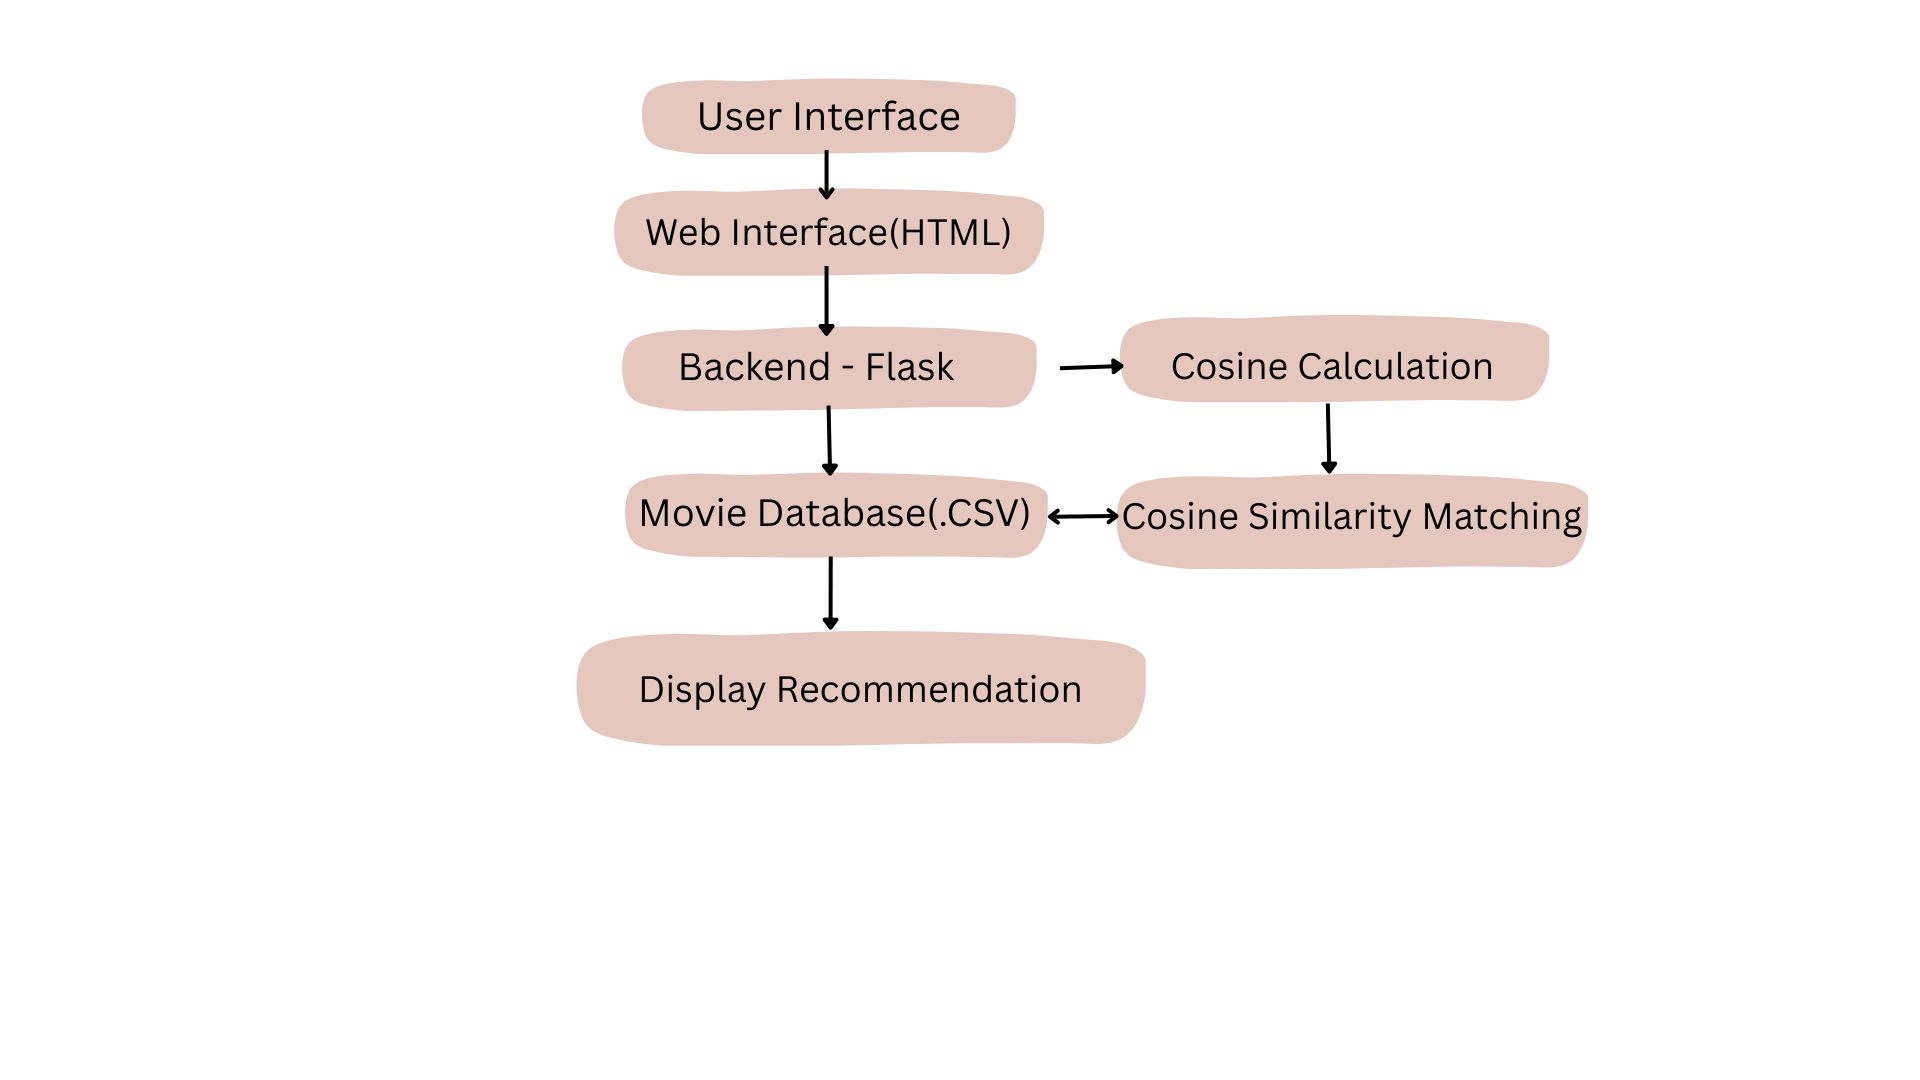 User Interface
Web Interface(HTML)
Backend - Flask
Cosine Calculation
Movie Database(.CSV)
Cosine Similarity Matching
Display Recommendation